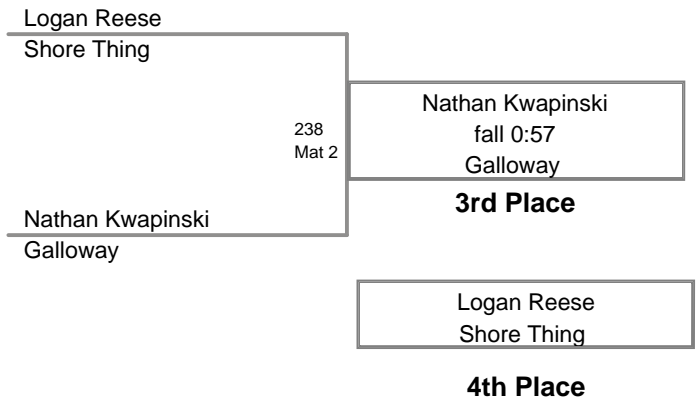 Logan Reese
Shore Thing
238
Mat 2
Nathan Kwapinski
fall 0:57
Galloway
3rd Place
Nathan Kwapinski
Galloway
Logan Reese
Shore Thing
4th Place